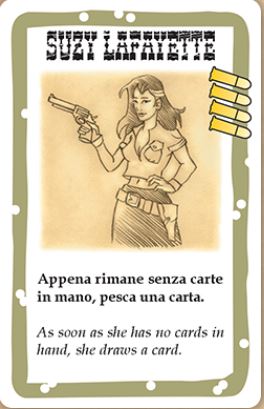 SUZY LAFAYETTE
Appena rimane senza carte
in mano, pesca una carta.
As soon as she has no cards in
hand, she draws a card.